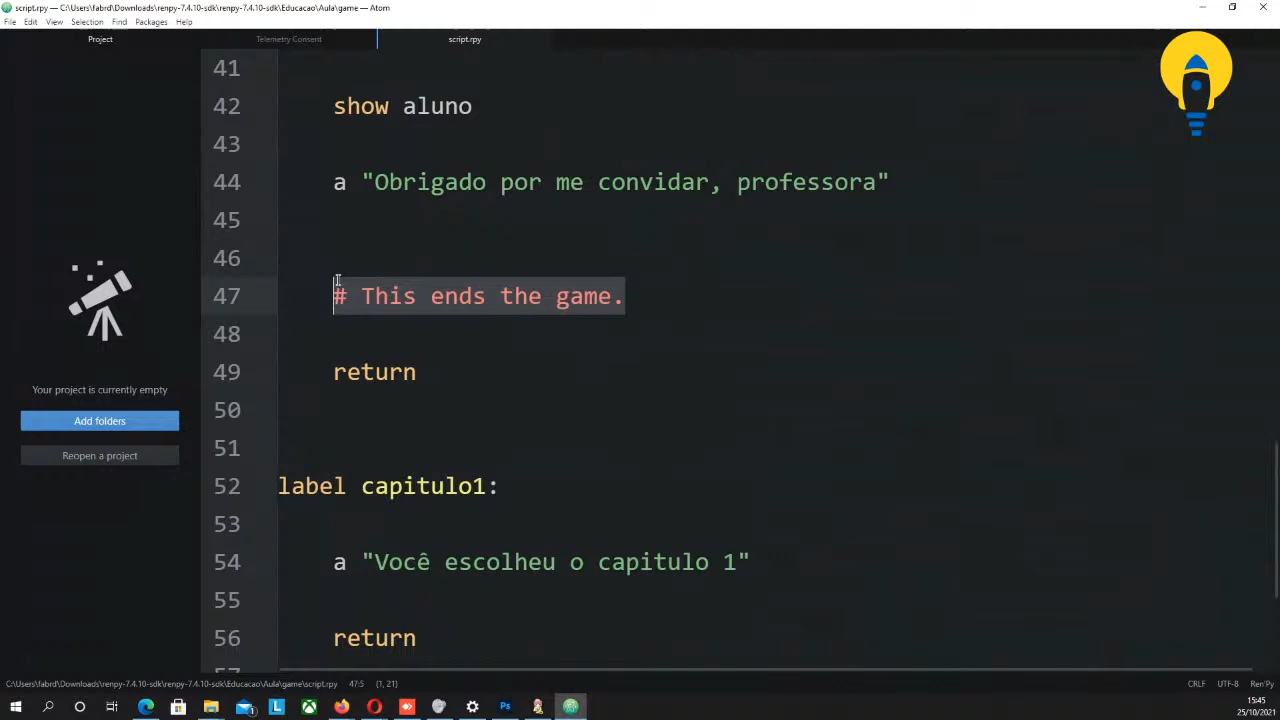 script.rpy — C:\Users\fabrd\Downloads\renpy-7.4.10-sdk\renpy-7.4.10-sdk\Educacao\Aula\game — Atom
File Edit View Selection Find Packages Help
Project
Telemetry Consent
script.rpy
41
42 show aluno
43
44 a "Obrigado por me convidar, professora"
45
46
47 # This ends the game.
48
49 return
50
51
52 label capitulo1:
53
54 a "Você escolheu o capitulo 1"
55
56 return
57
Your project is currently empty
Add folders
Reopen a project
C:\Users\fabrd\Downloads\renpy-7.4.10-sdk\renpy-7.4.10-sdk\Educacao\Aula\game\script.rpy 47:5 (1, 21)
CRLF UTF-8 Ren'Py
15:45
25/10/2021